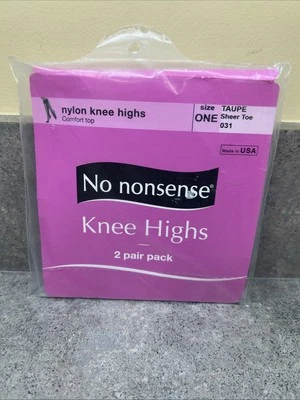 nylon knee highs
Comfort top
size
ONE
TAUPE
Sheer Toe
031
Made in USA
No nonsense®
Knee Highs
2 pair pack